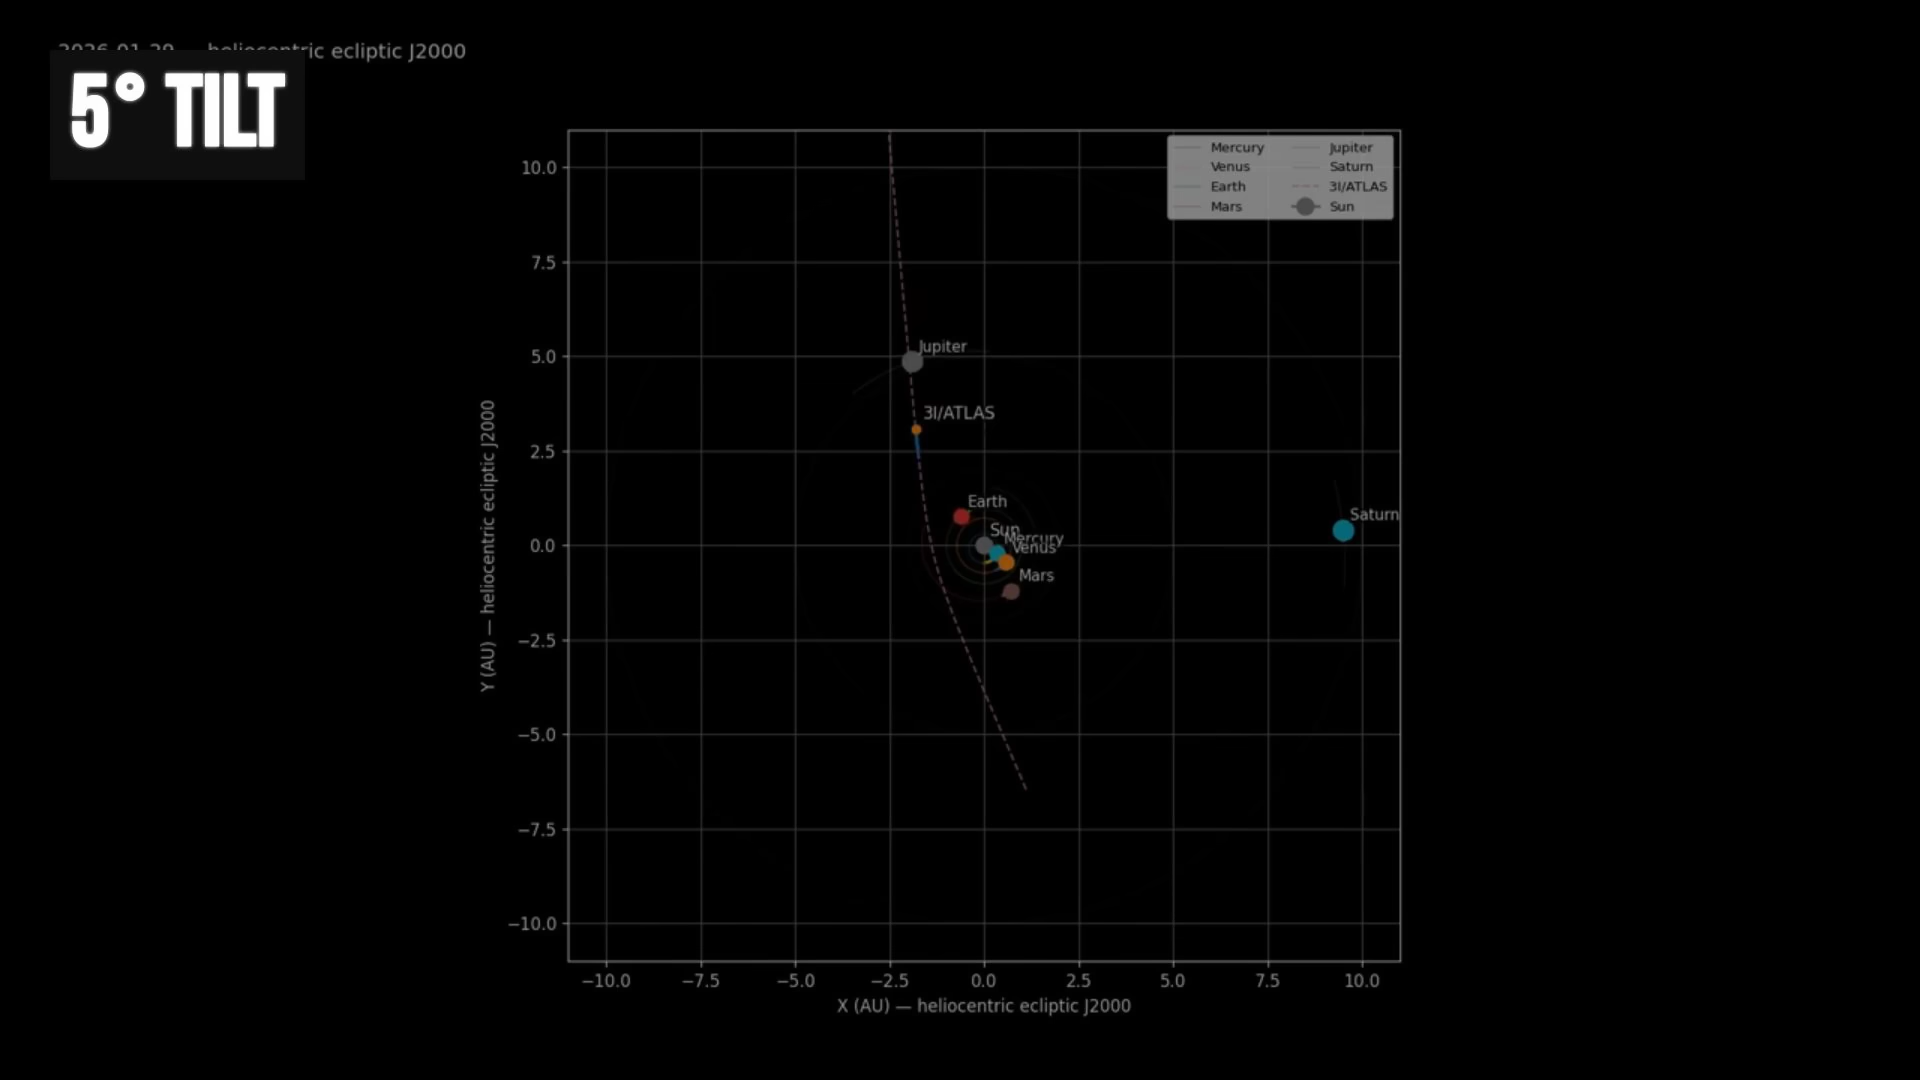 2026-01-29 — heliocentric ecliptic J2000
5° TILT
Mercury
Venus
Earth
Mars
Jupiter
Saturn
3I/ATLAS
Sun
10.0
7.5
5.0
2.5
0.0
−2.5
−5.0
−7.5
−10.0
Y (AU) — heliocentric ecliptic J2000
Jupiter
3I/ATLAS
Earth
Sun
Mercury
Venus
Mars
Saturn
−10.0
−7.5
−5.0
−2.5
0.0
2.5
5.0
7.5
10.0
X (AU) — heliocentric ecliptic J2000